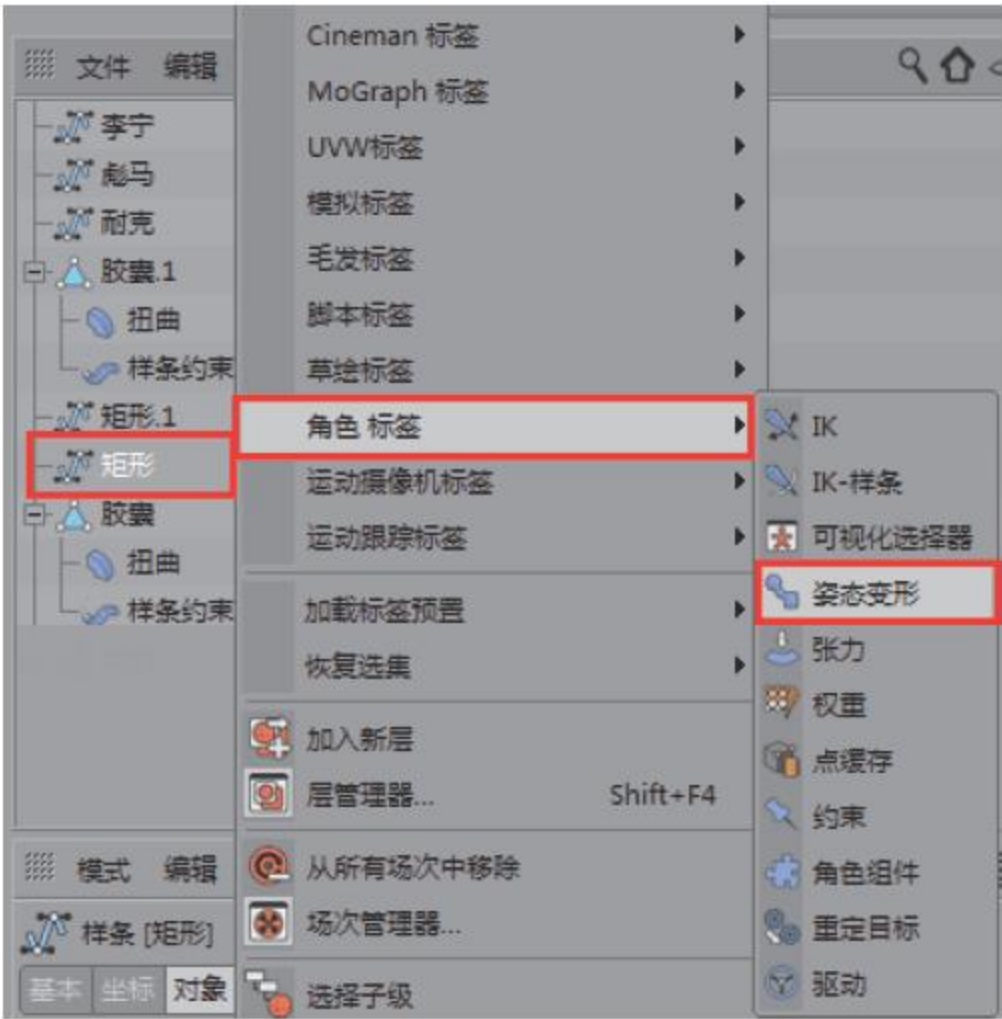 文件 编辑
李宁
彪马
耐克
胶囊.1
扭曲
样条约束
矩形.1
矩形
胶囊
扭曲
样条约束
模式 编辑
样条 [矩形]
基本 坐标 对象
Cineman 标签
MoGraph 标签
UVW标签
模拟标签
毛发标签
脚本标签
草绘标签
角色 标签
运动摄像机标签
运动跟踪标签
加载标签预置
恢复选集
加入新层
层管理器... Shift+F4
从所有场次中移除
场次管理器...
选择子级
IK
IK-样条
可视化选择器
姿态变形
张力
权重
点缓存
约束
角色组件
重定目标
驱动